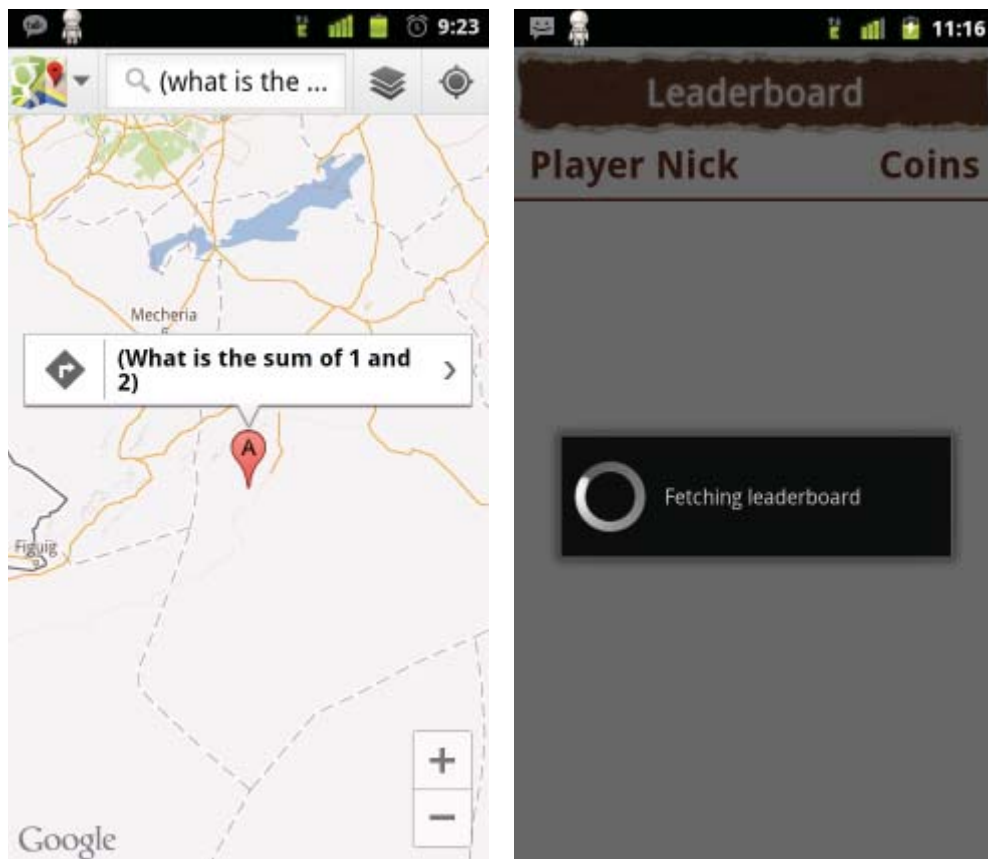 9:23
(what is the ...
Mecheria
(What is the sum of 1 and
2)
A
Figuig
+
−
Google
11:16
Leaderboard
Player Nick Coins
Fetching leaderboard